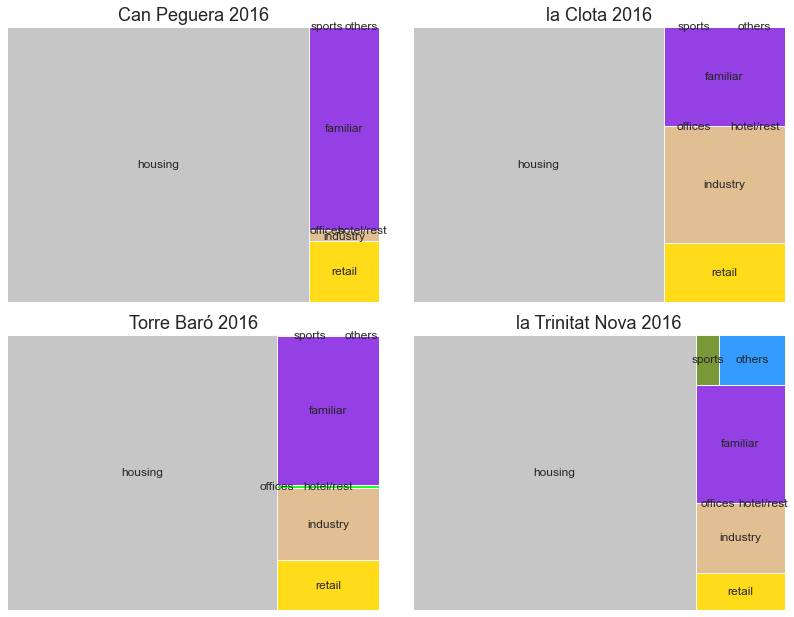 Can Peguera 2016
sports others
familiar
housing
offices hotel/rest
industry
retail
la Clota 2016
sports others
familiar
offices hotel/rest
housing
industry
retail
Torre Baró 2016
sports others
familiar
housing
offices hotel/rest
industry
retail
la Trinitat Nova 2016
sports others
familiar
housing
offices hotel/rest
industry
retail